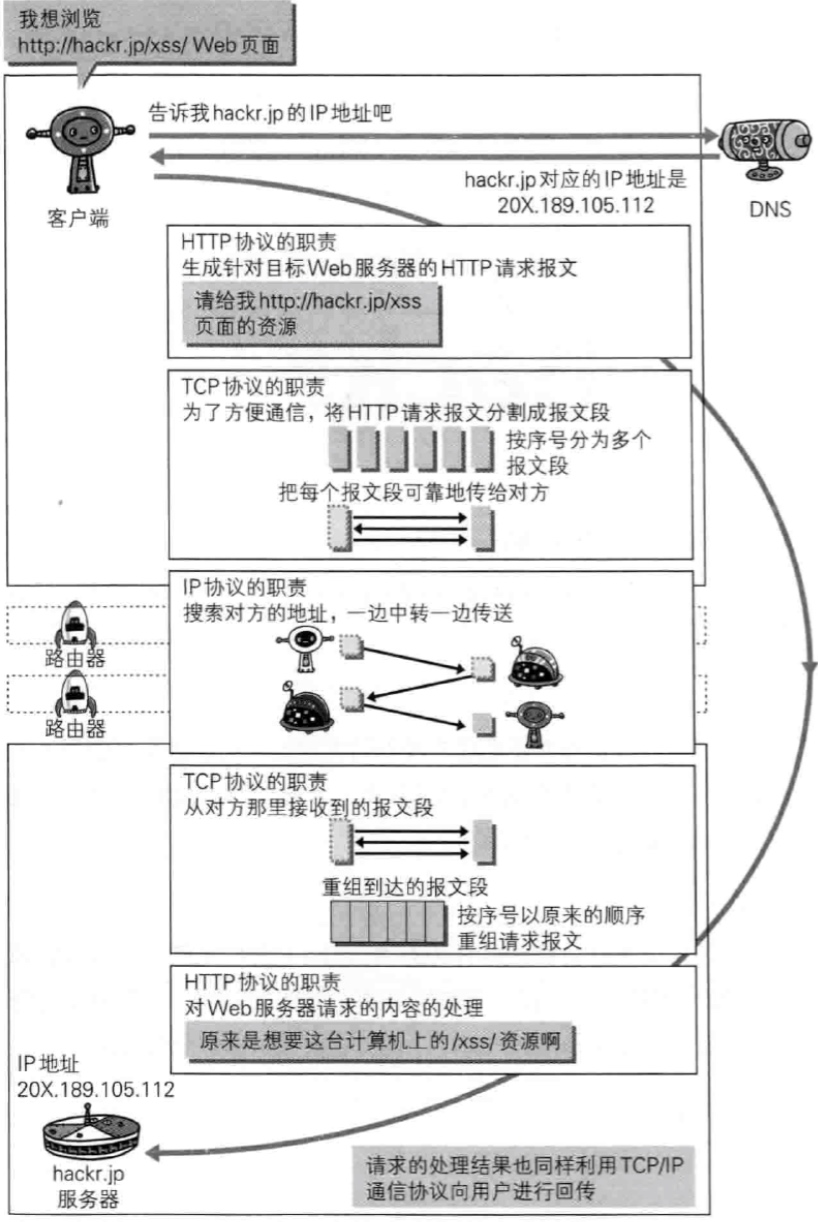 我想浏览
http://hackr.jp/xss/ Web页面
告诉我hackr.jp的IP地址吧
hackr.jp对应的IP地址是
20X.189.105.112
客户端
DNS
HTTP协议的职责
生成针对目标Web服务器的HTTP请求报文
请给我http://hackr.jp/xss
页面的资源
TCP协议的职责
为了方便通信，将HTTP请求报文分割成报文段
按序号分为多个
报文段
把每个报文段可靠地传给对方
IP协议的职责
搜索对方的地址，一边中转一边传送
路由器
路由器
TCP协议的职责
从对方那里接收到的报文段
重组到达的报文段
按序号以原来的顺序
重组请求报文
HTTP协议的职责
对Web服务器请求的内容的处理
原来是想要这台计算机上的/xss/资源啊
IP地址
20X.189.105.112
hackr.jp
服务器
请求的处理结果也同样利用TCP/IP
通信协议向用户进行回传